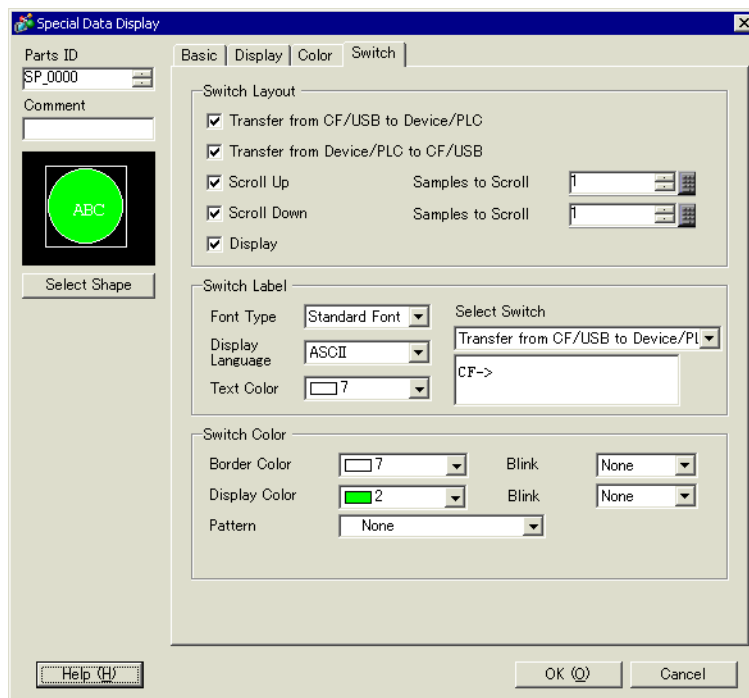 Special Data Display
Parts ID
SP_0000
Comment
ABC
Select Shape
Basic Display Color Switch
Switch Layout
Transfer from CF/USB to Device/PLC
Transfer from Device/PLC to CF/USB
Scroll Up Samples to Scroll 1
Scroll Down Samples to Scroll 1
Display
Switch Label
Font Type Standard Font
Display
Language ASCII
Text Color 7
Select Switch
Transfer from CF/USB to Device/PL
CF->
Switch Color
Border Color 7 Blink None
Display Color 2 Blink None
Pattern None
Help (H) OK (O) Cancel